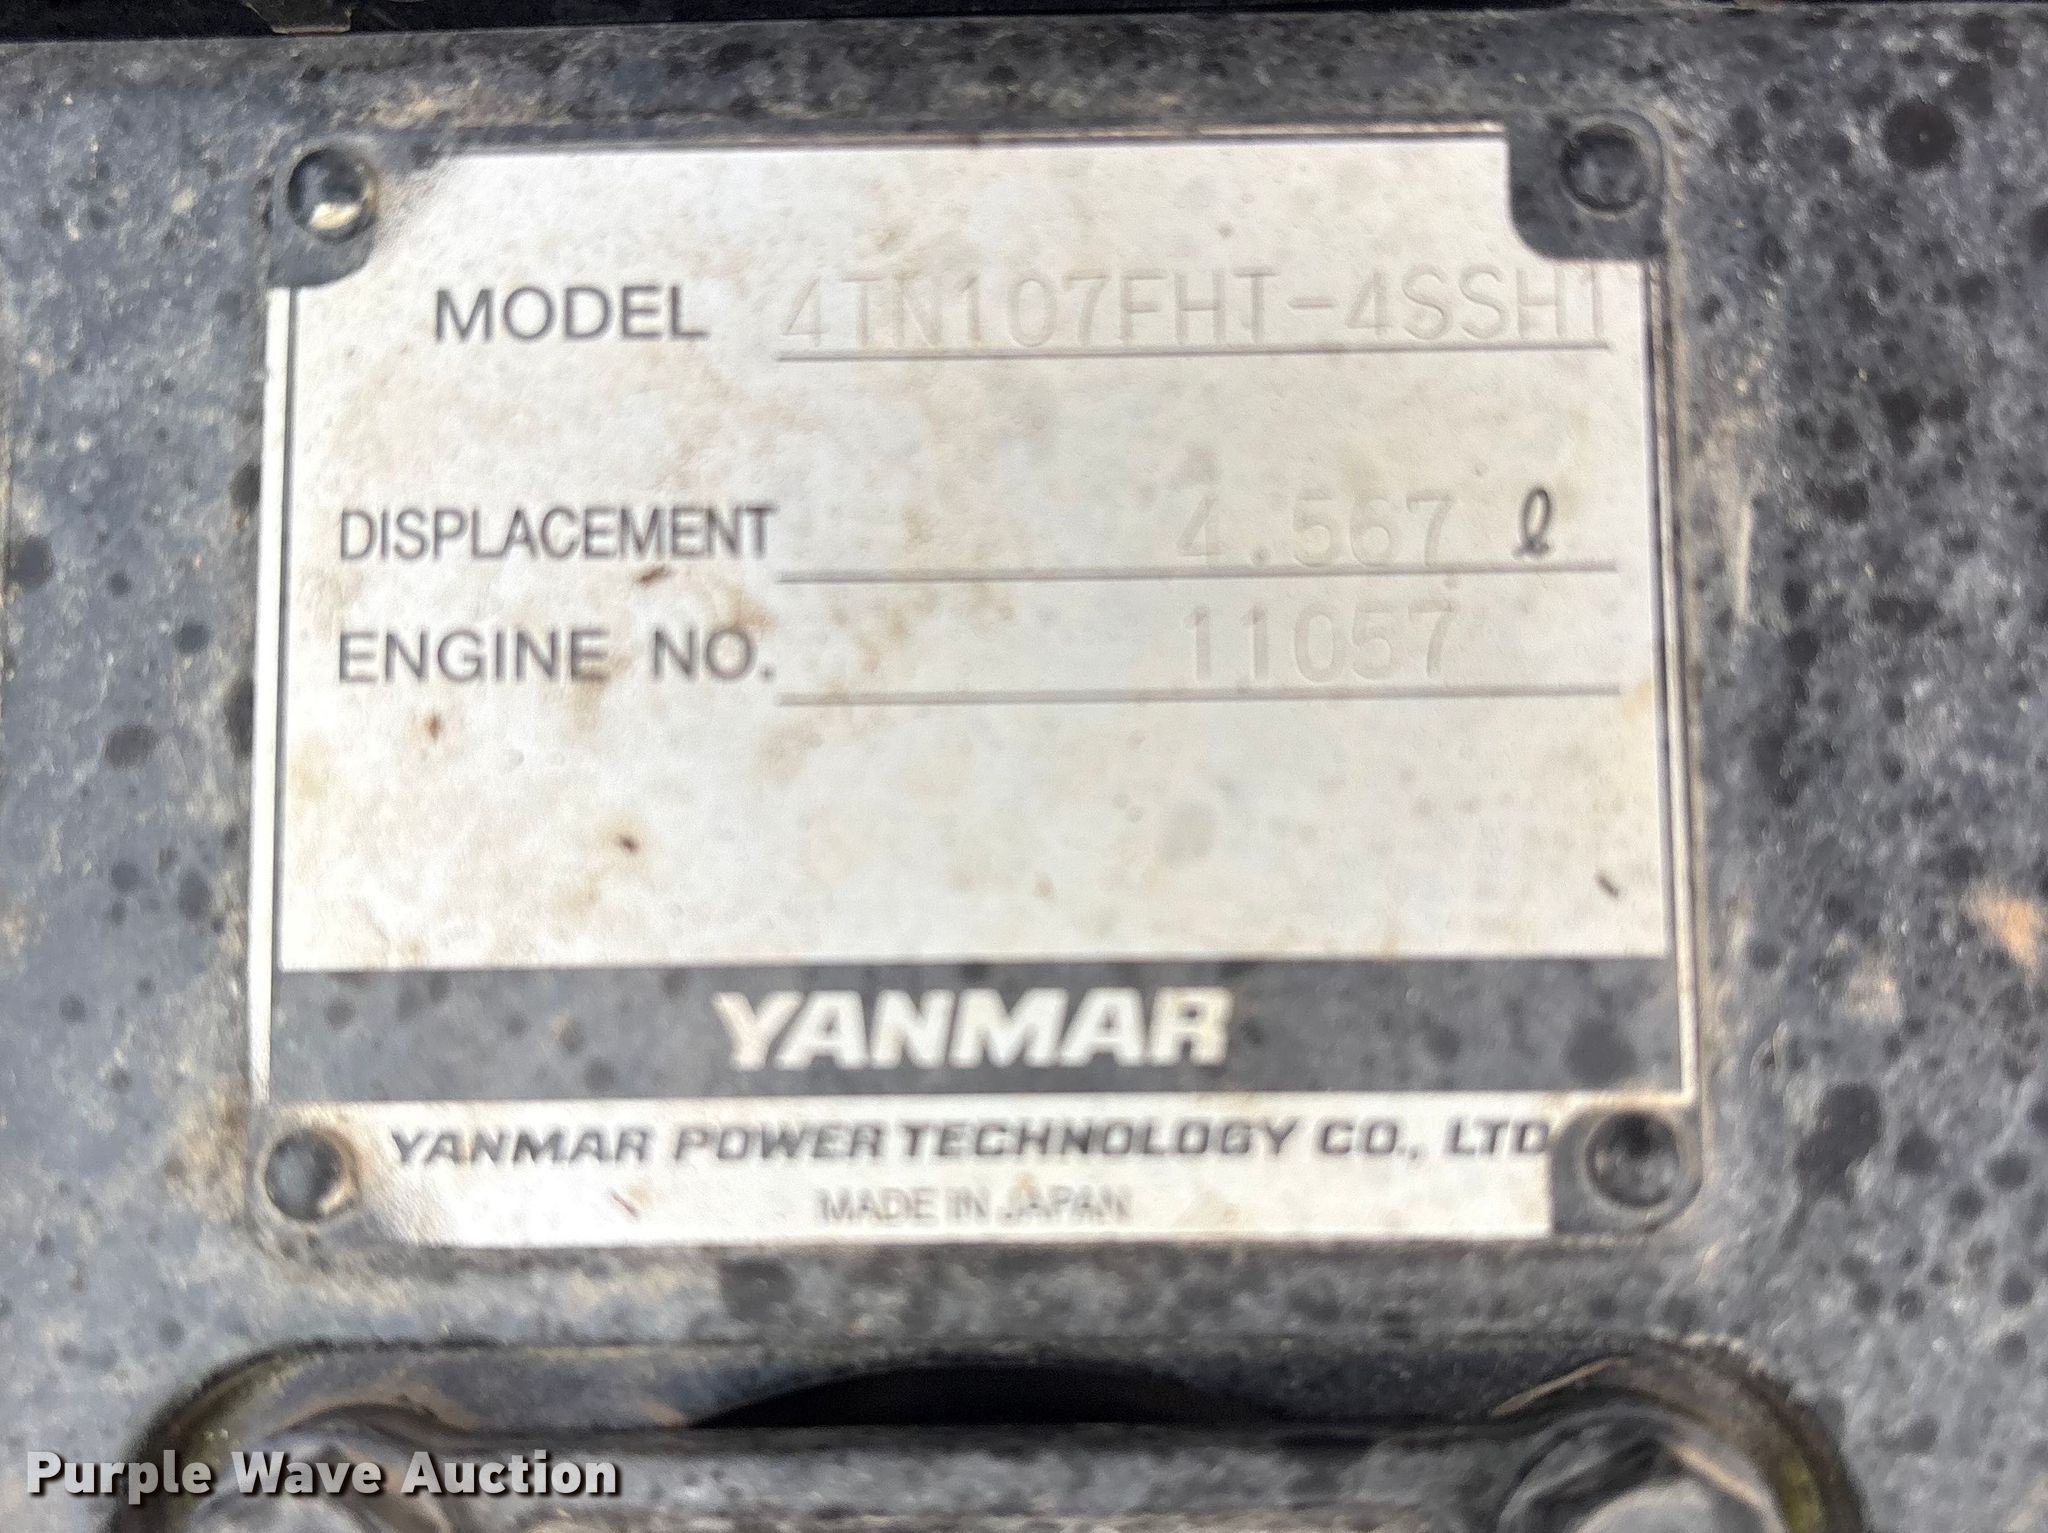 MODEL 4TN107FHT-4SSH1
DISPLACEMENT 4.567 ℓ
ENGINE NO. 11057
YANMAR
YANMAR POWER TECHNOLOGY CO., LTD
MADE IN JAPAN
Purple Wave Auction